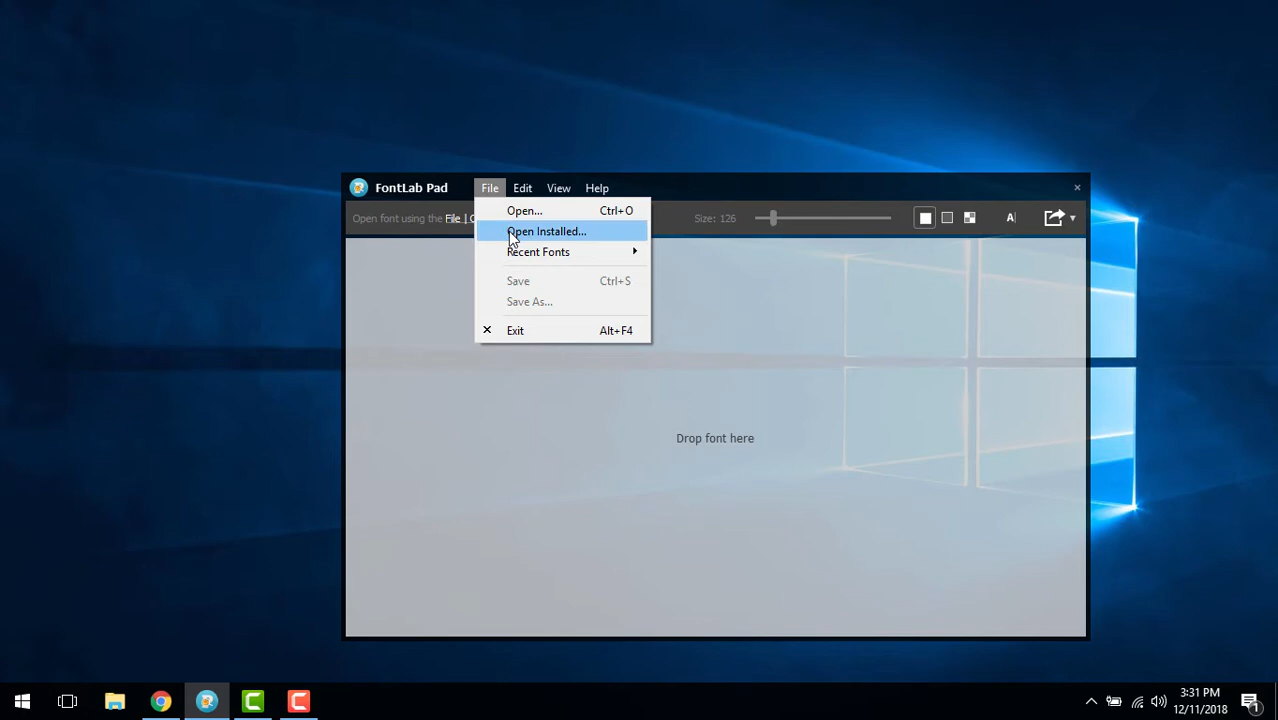 FontLab Pad File Edit View Help ×
Open font using the File | O Size: 126 A
Open... Ctrl+O
Open Installed...
Recent Fonts
Save Ctrl+S
Save As...
Exit Alt+F4
Drop font here
3:31 PM
12/11/2018
1